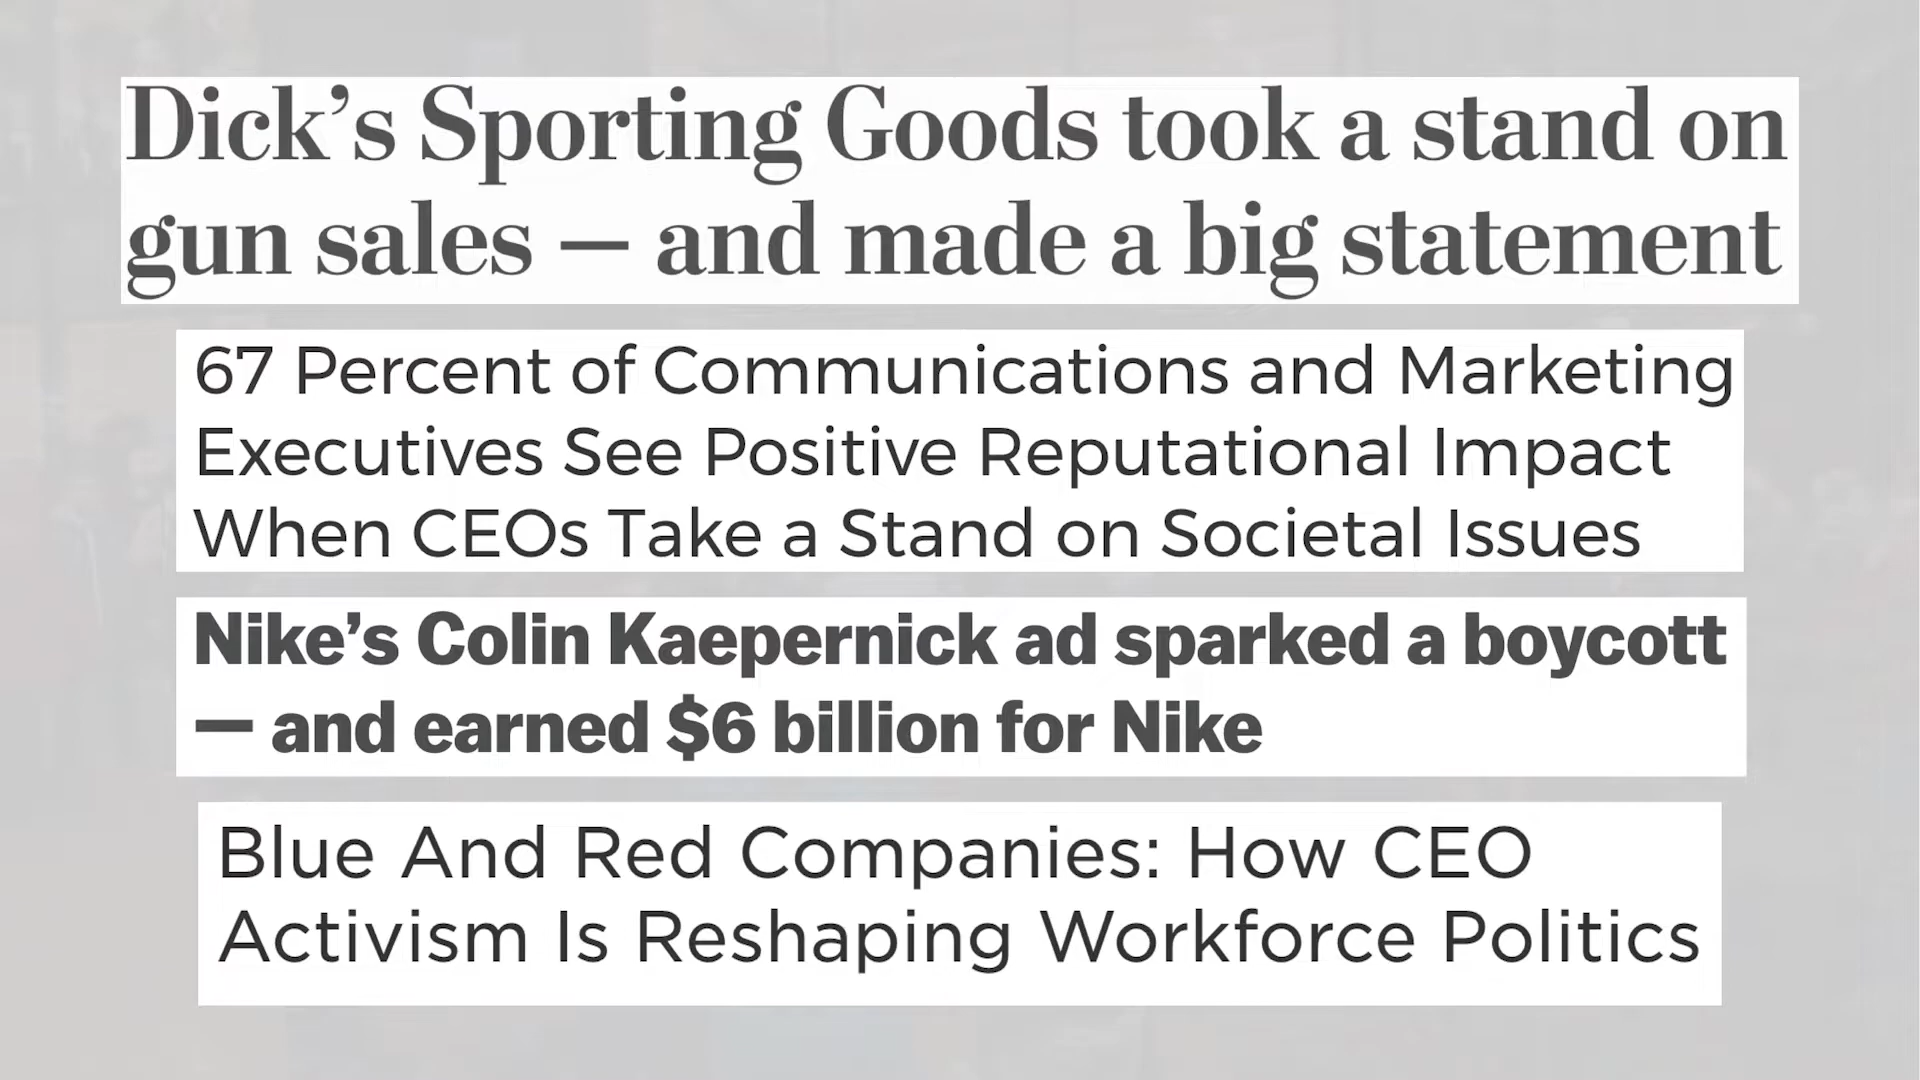 Dick’s Sporting Goods took a stand on
gun sales — and made a big statement
67 Percent of Communications and Marketing
Executives See Positive Reputational Impact
When CEOs Take a Stand on Societal Issues
Nike’s Colin Kaepernick ad sparked a boycott
— and earned $6 billion for Nike
Blue And Red Companies: How CEO
Activism Is Reshaping Workforce Politics